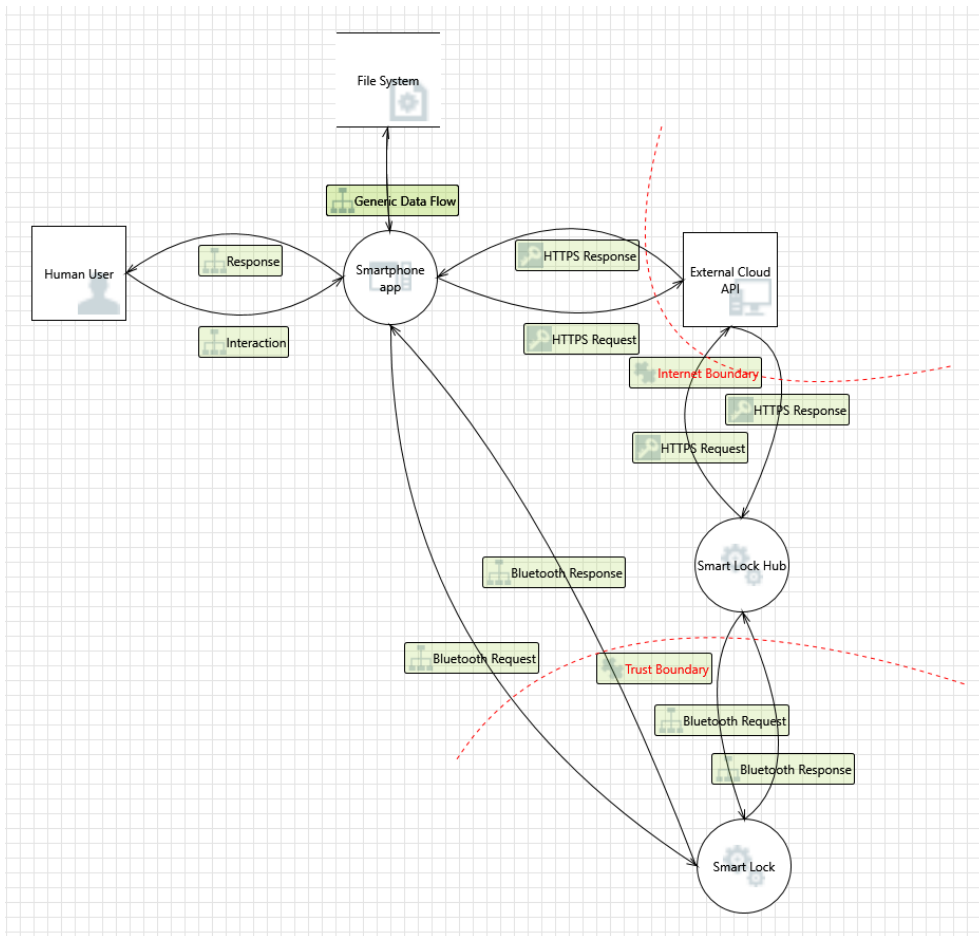 File System
Generic Data Flow
Human User
Response
Interaction
Smartphone
app
HTTPS Response
HTTPS Request
External Cloud
API
Internet Boundary
HTTPS Response
HTTPS Request
Smart Lock Hub
Bluetooth Response
Bluetooth Request
Trust Boundary
Bluetooth Request
Bluetooth Response
Smart Lock